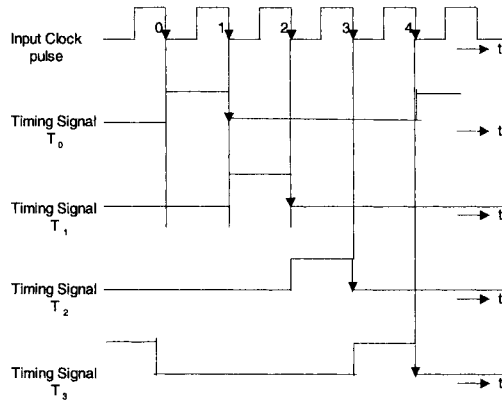 0 1 2 3 4
Input Clock
pulse
t
Timing Signal
T0
t
Timing Signal
T1
t
Timing Signal
T2
t
Timing Signal
T3
t